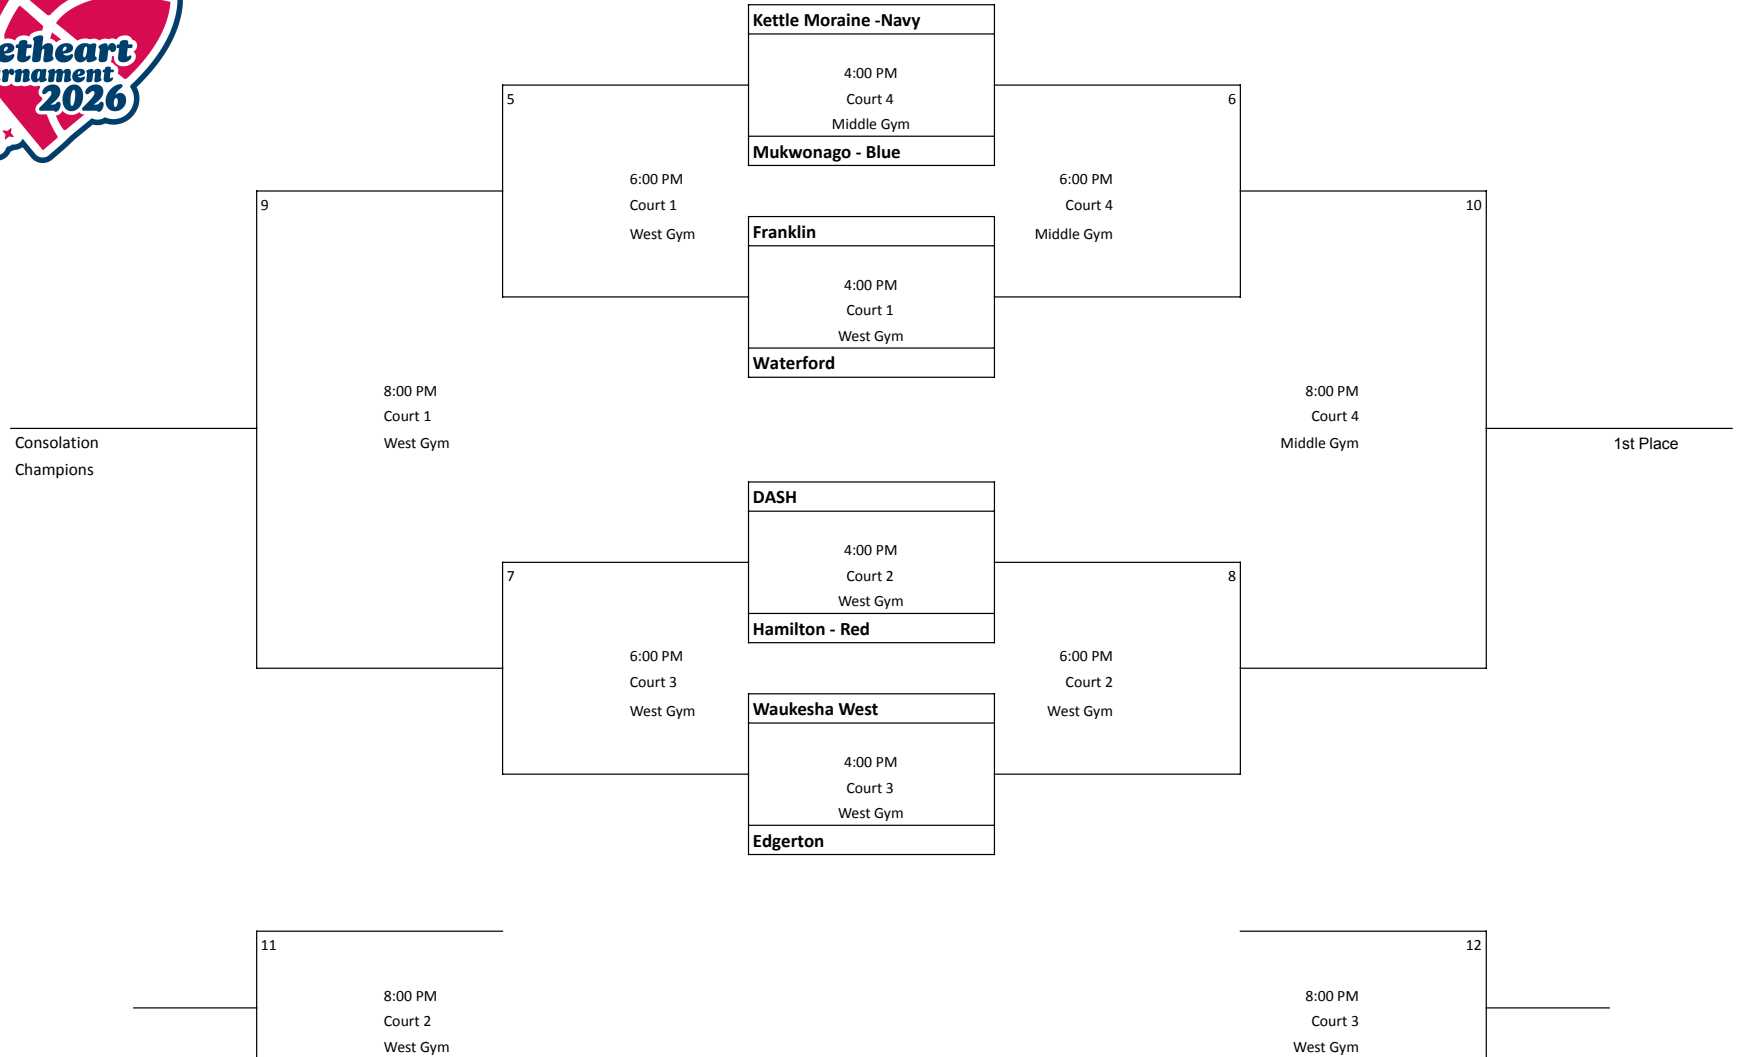 2026
Kettle Moraine -Navy
4:00 PM
Court 4
Middle Gym
Mukwonago - Blue
5
6:00 PM
Court 1
West Gym
6
6:00 PM
Court 4
Middle Gym
Franklin
4:00 PM
Court 1
West Gym
Waterford
9
8:00 PM
Court 1
West Gym
Consolation
Champions
10
8:00 PM
Court 4
Middle Gym
1st Place
DASH
4:00 PM
Court 2
West Gym
Hamilton - Red
7
6:00 PM
Court 3
West Gym
8
6:00 PM
Court 2
West Gym
Waukesha West
4:00 PM
Court 3
West Gym
Edgerton
11
8:00 PM
Court 2
West Gym
12
8:00 PM
Court 3
West Gym